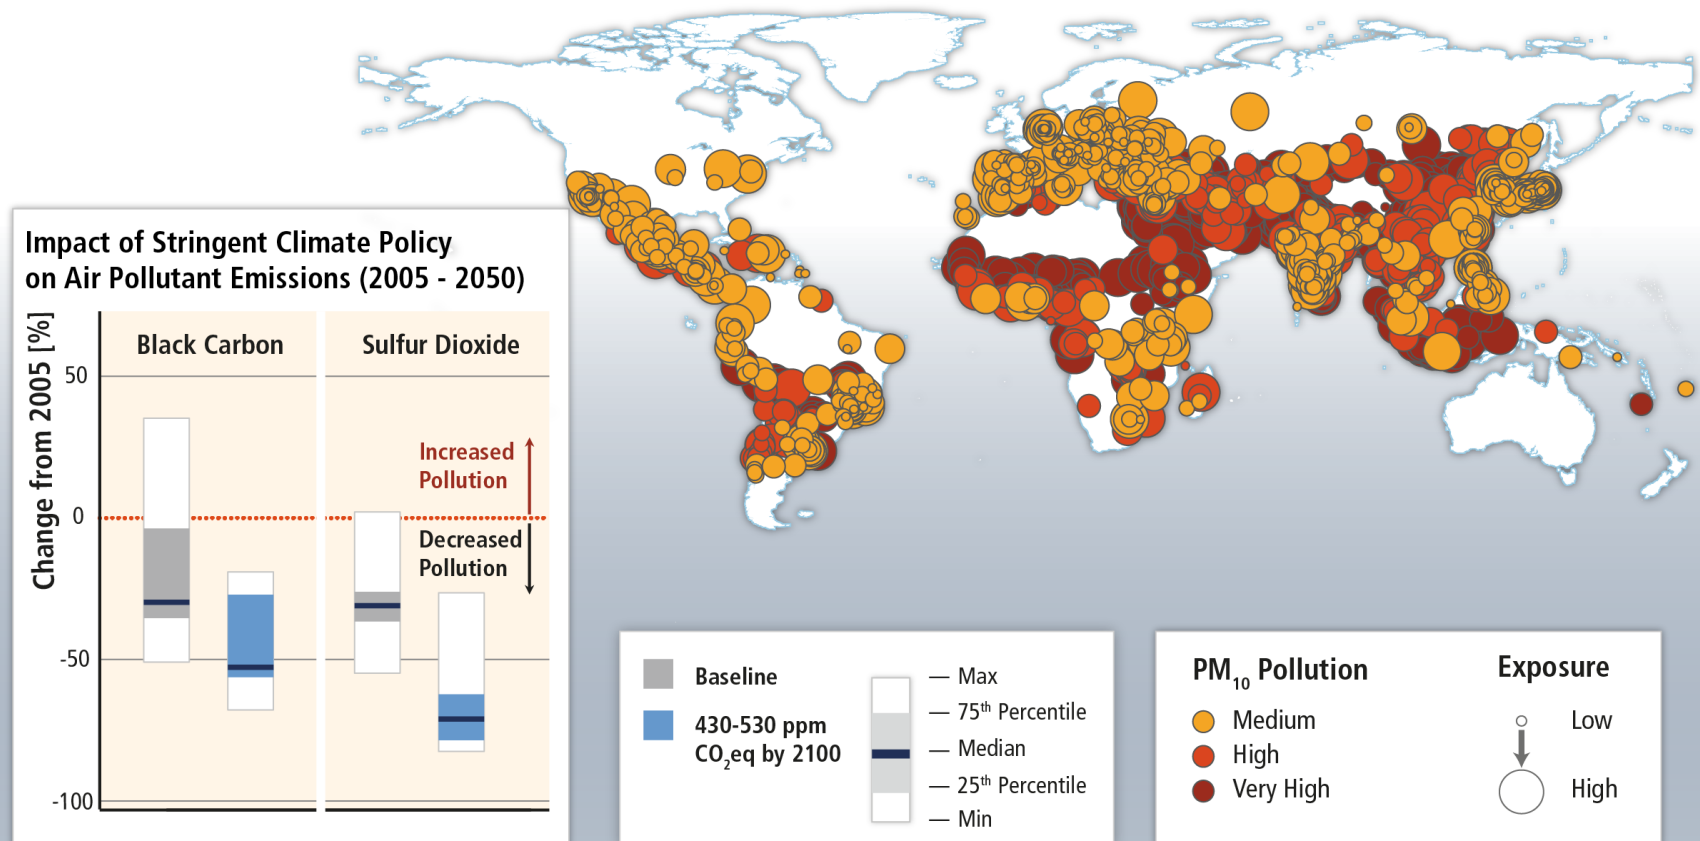 Impact of Stringent Climate Policy
on Air Pollutant Emissions (2005 - 2050)
Change from 2005 [%]
Black Carbon
Sulfur Dioxide
50
0
-50
-100
Increased
Pollution
Decreased
Pollution
Baseline
430-530 ppm
CO2eq by 2100
Max
75th Percentile
Median
25th Percentile
Min
PM10 Pollution
Medium
High
Very High
Exposure
Low
High